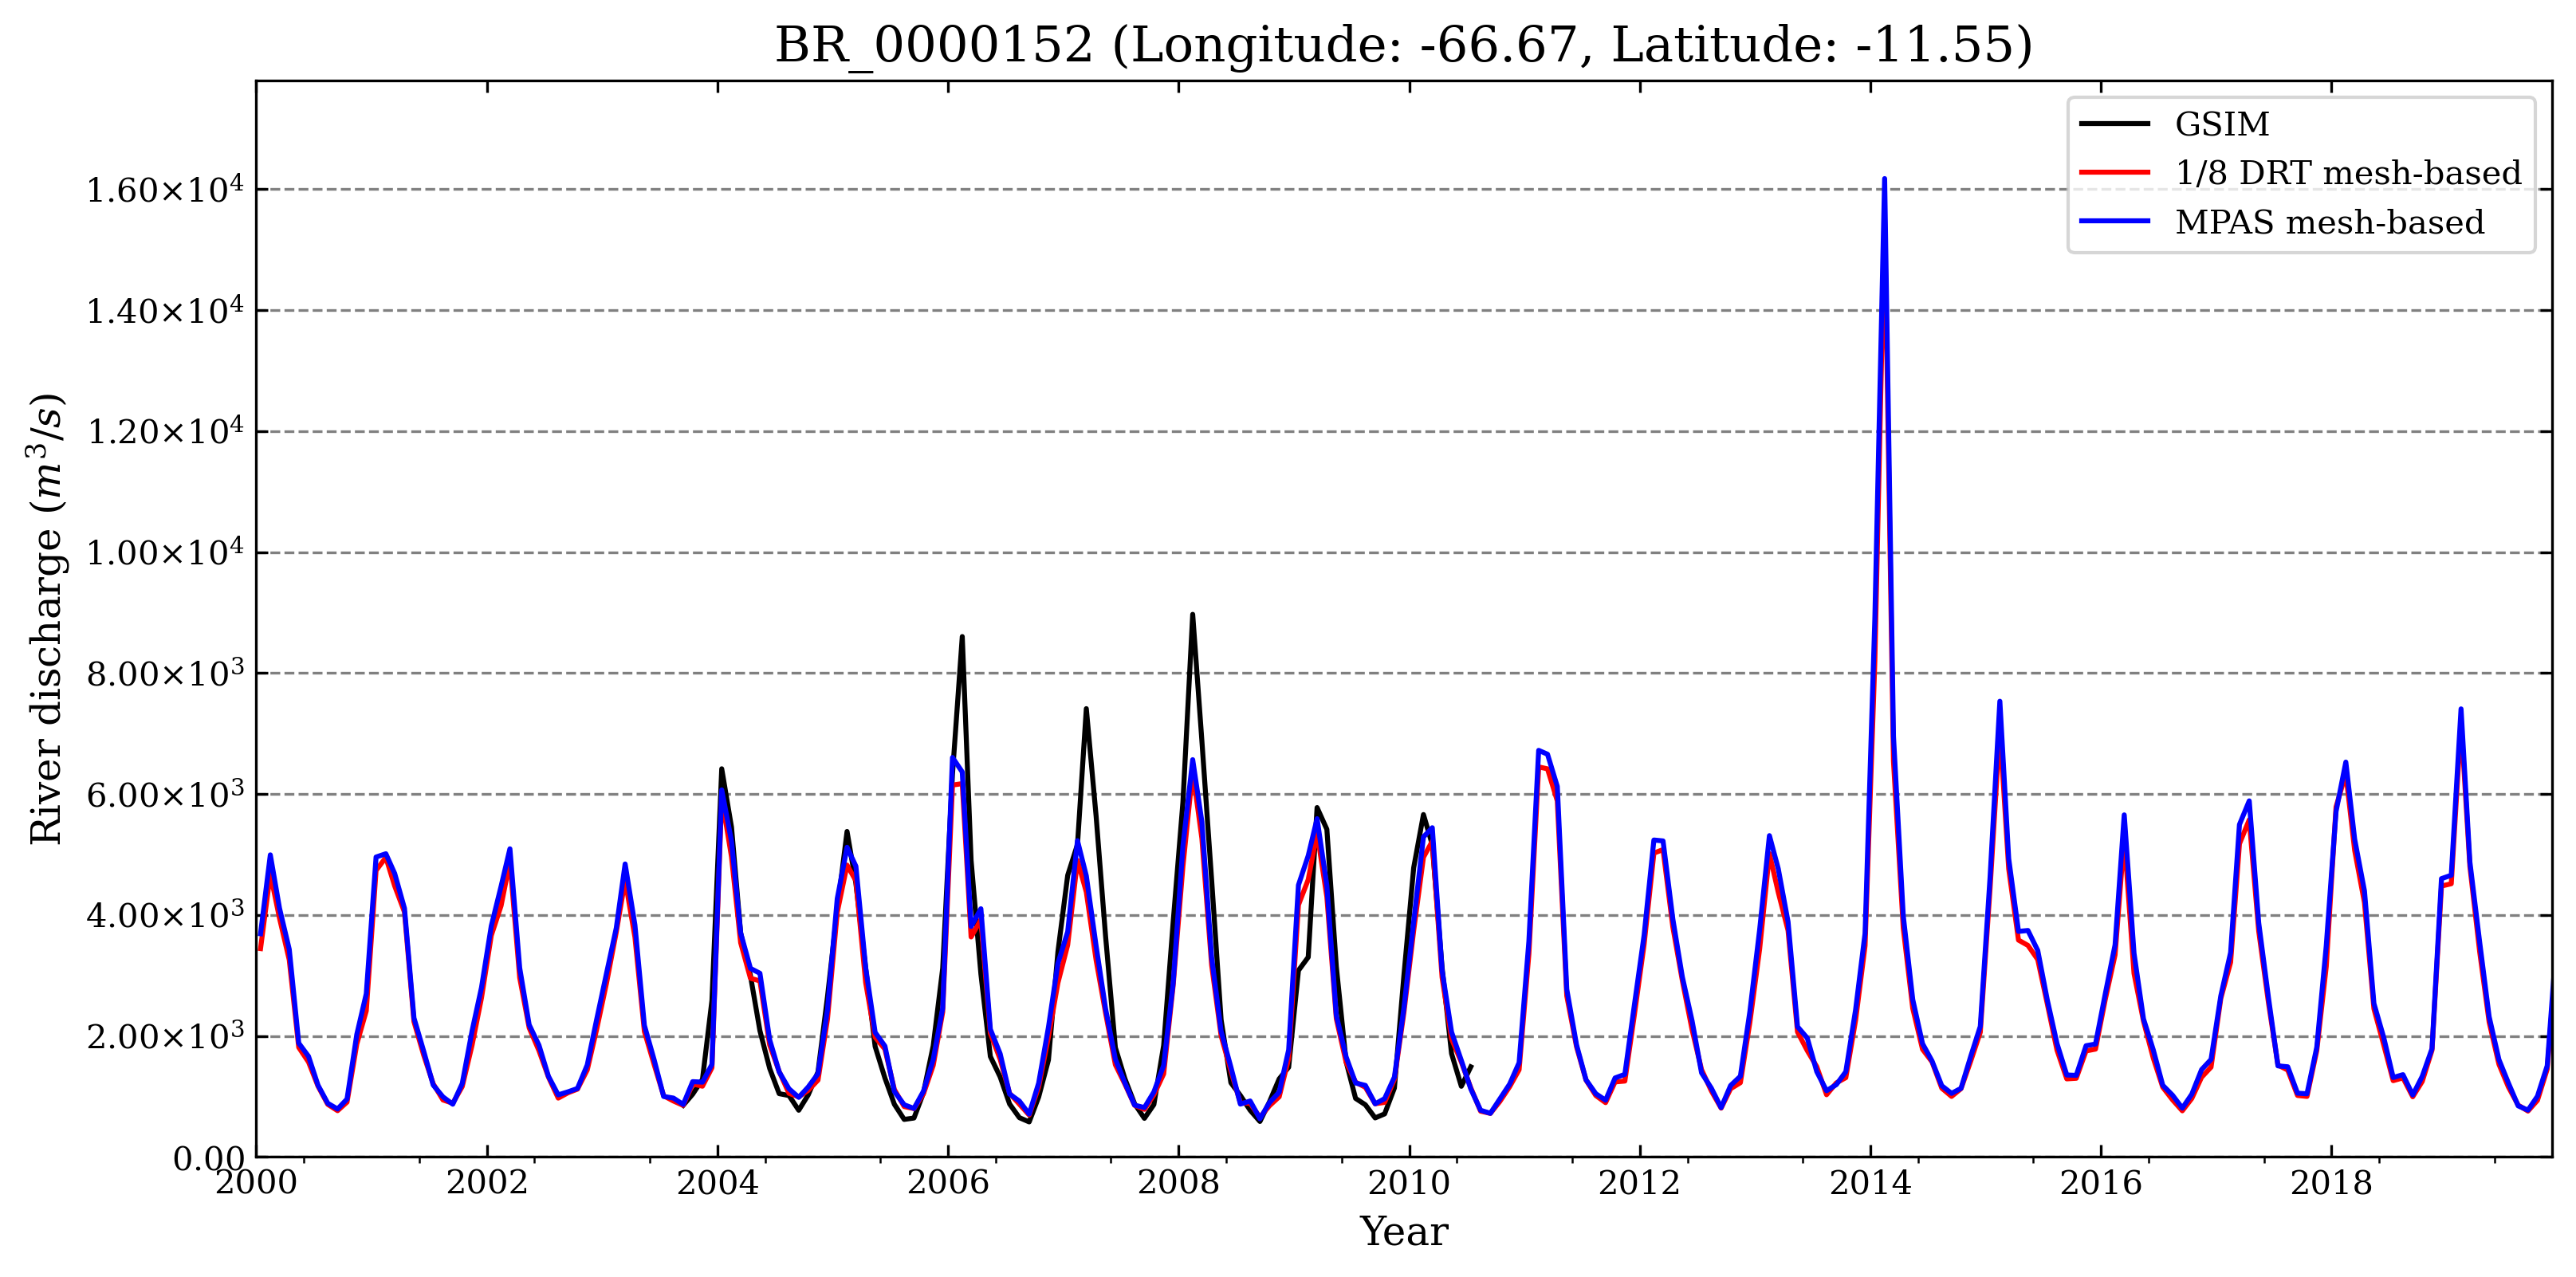 BR_0000152 (Longitude: -66.67, Latitude: -11.55)
GSIM
1/8 DRT mesh-based
MPAS mesh-based
River discharge (m³/s)
1.60×10⁴
1.40×10⁴
1.20×10⁴
1.00×10⁴
8.00×10³
6.00×10³
4.00×10³
2.00×10³
0.00
2000 2002 2004 2006 2008 2010 2012 2014 2016 2018
Year